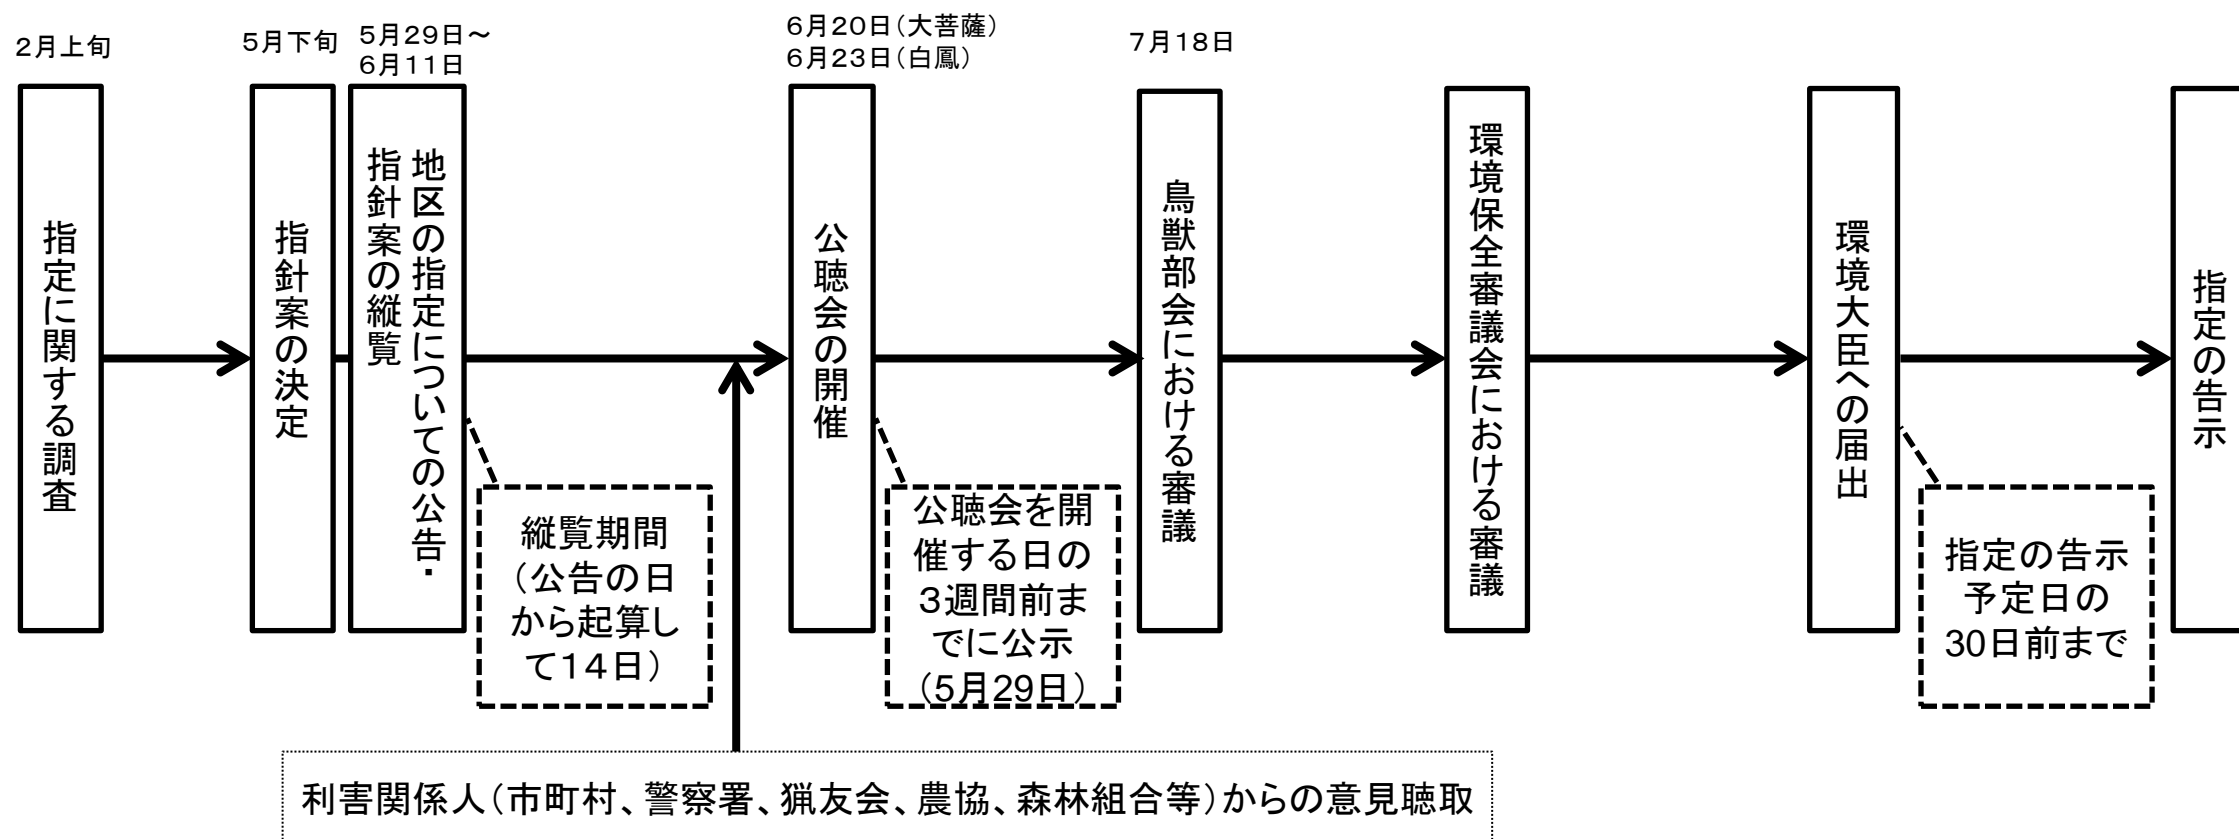 2月上旬
5月下旬
5月29日～
6月11日
6月20日(大菩薩)
6月23日(白鳳)
7月18日
指定に関する調査
指針案の決定
地区の指定についての公告・
指針案の縦覧
公聴会の開催
鳥獣部会における審議
環境保全審議会における審議
環境大臣への届出
指定の告示
縦覧期間
(公告の日
から起算し
て14日)
公聴会を開
催する日の
3週間前ま
でに公示
(5月29日)
指定の告示
予定日の
30日前まで
利害関係人(市町村、警察署、猟友会、農協、森林組合等)からの意見聴取